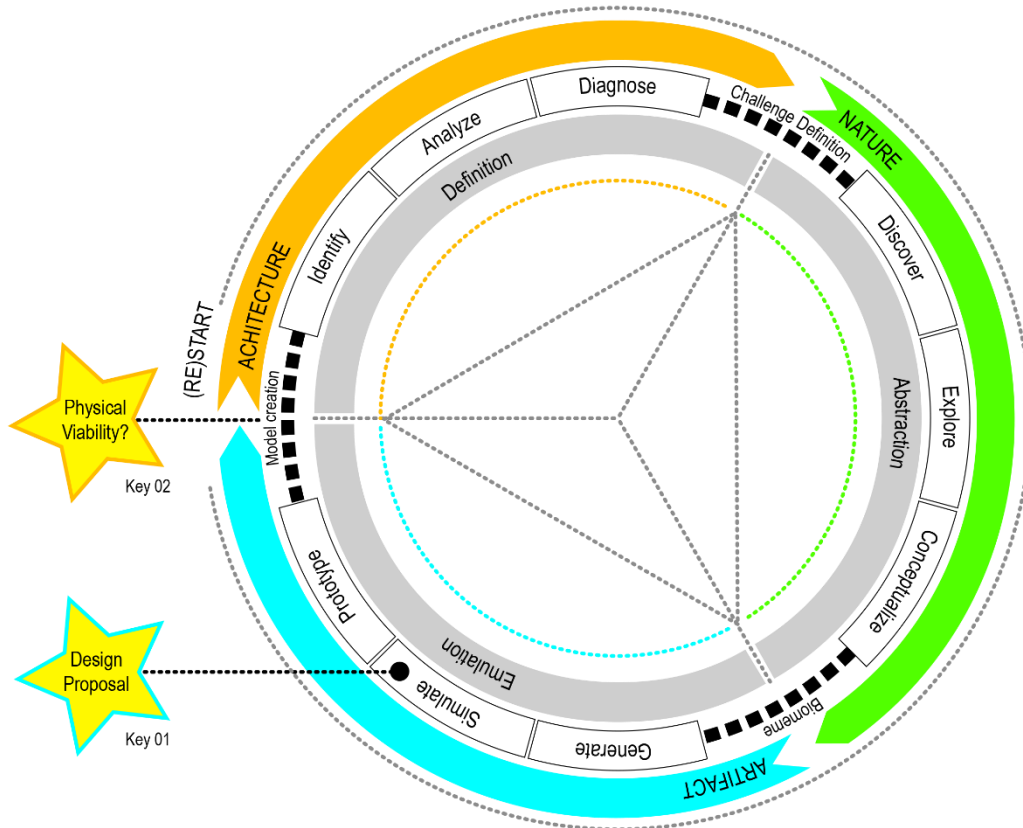 Diagnose
Challenge Definition
NATURE
Analyze
Definition
Discover
Identify
ACHITECTURE
(RE)START
Explore
Abstraction
Physical
Viability?
Key 02
Model creation
Conceptualize
Prototype
Emulation
Design
Proposal
Key 01
Simulate
Biomeme
Generate
ARTIFACT